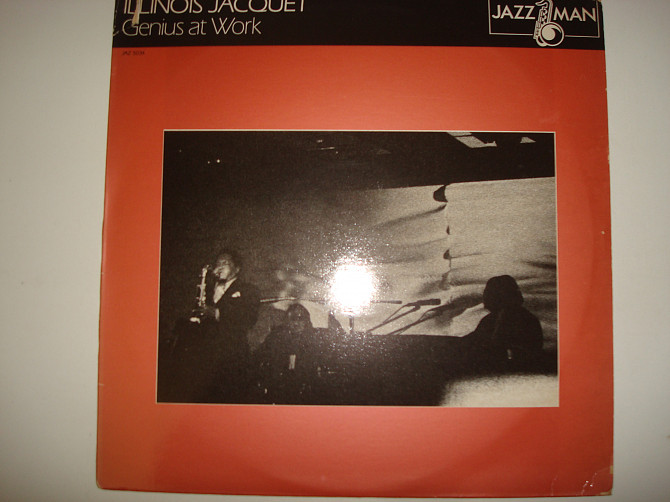 ILLINOIS JACQUET
Genius at Work
JAZZ MAN